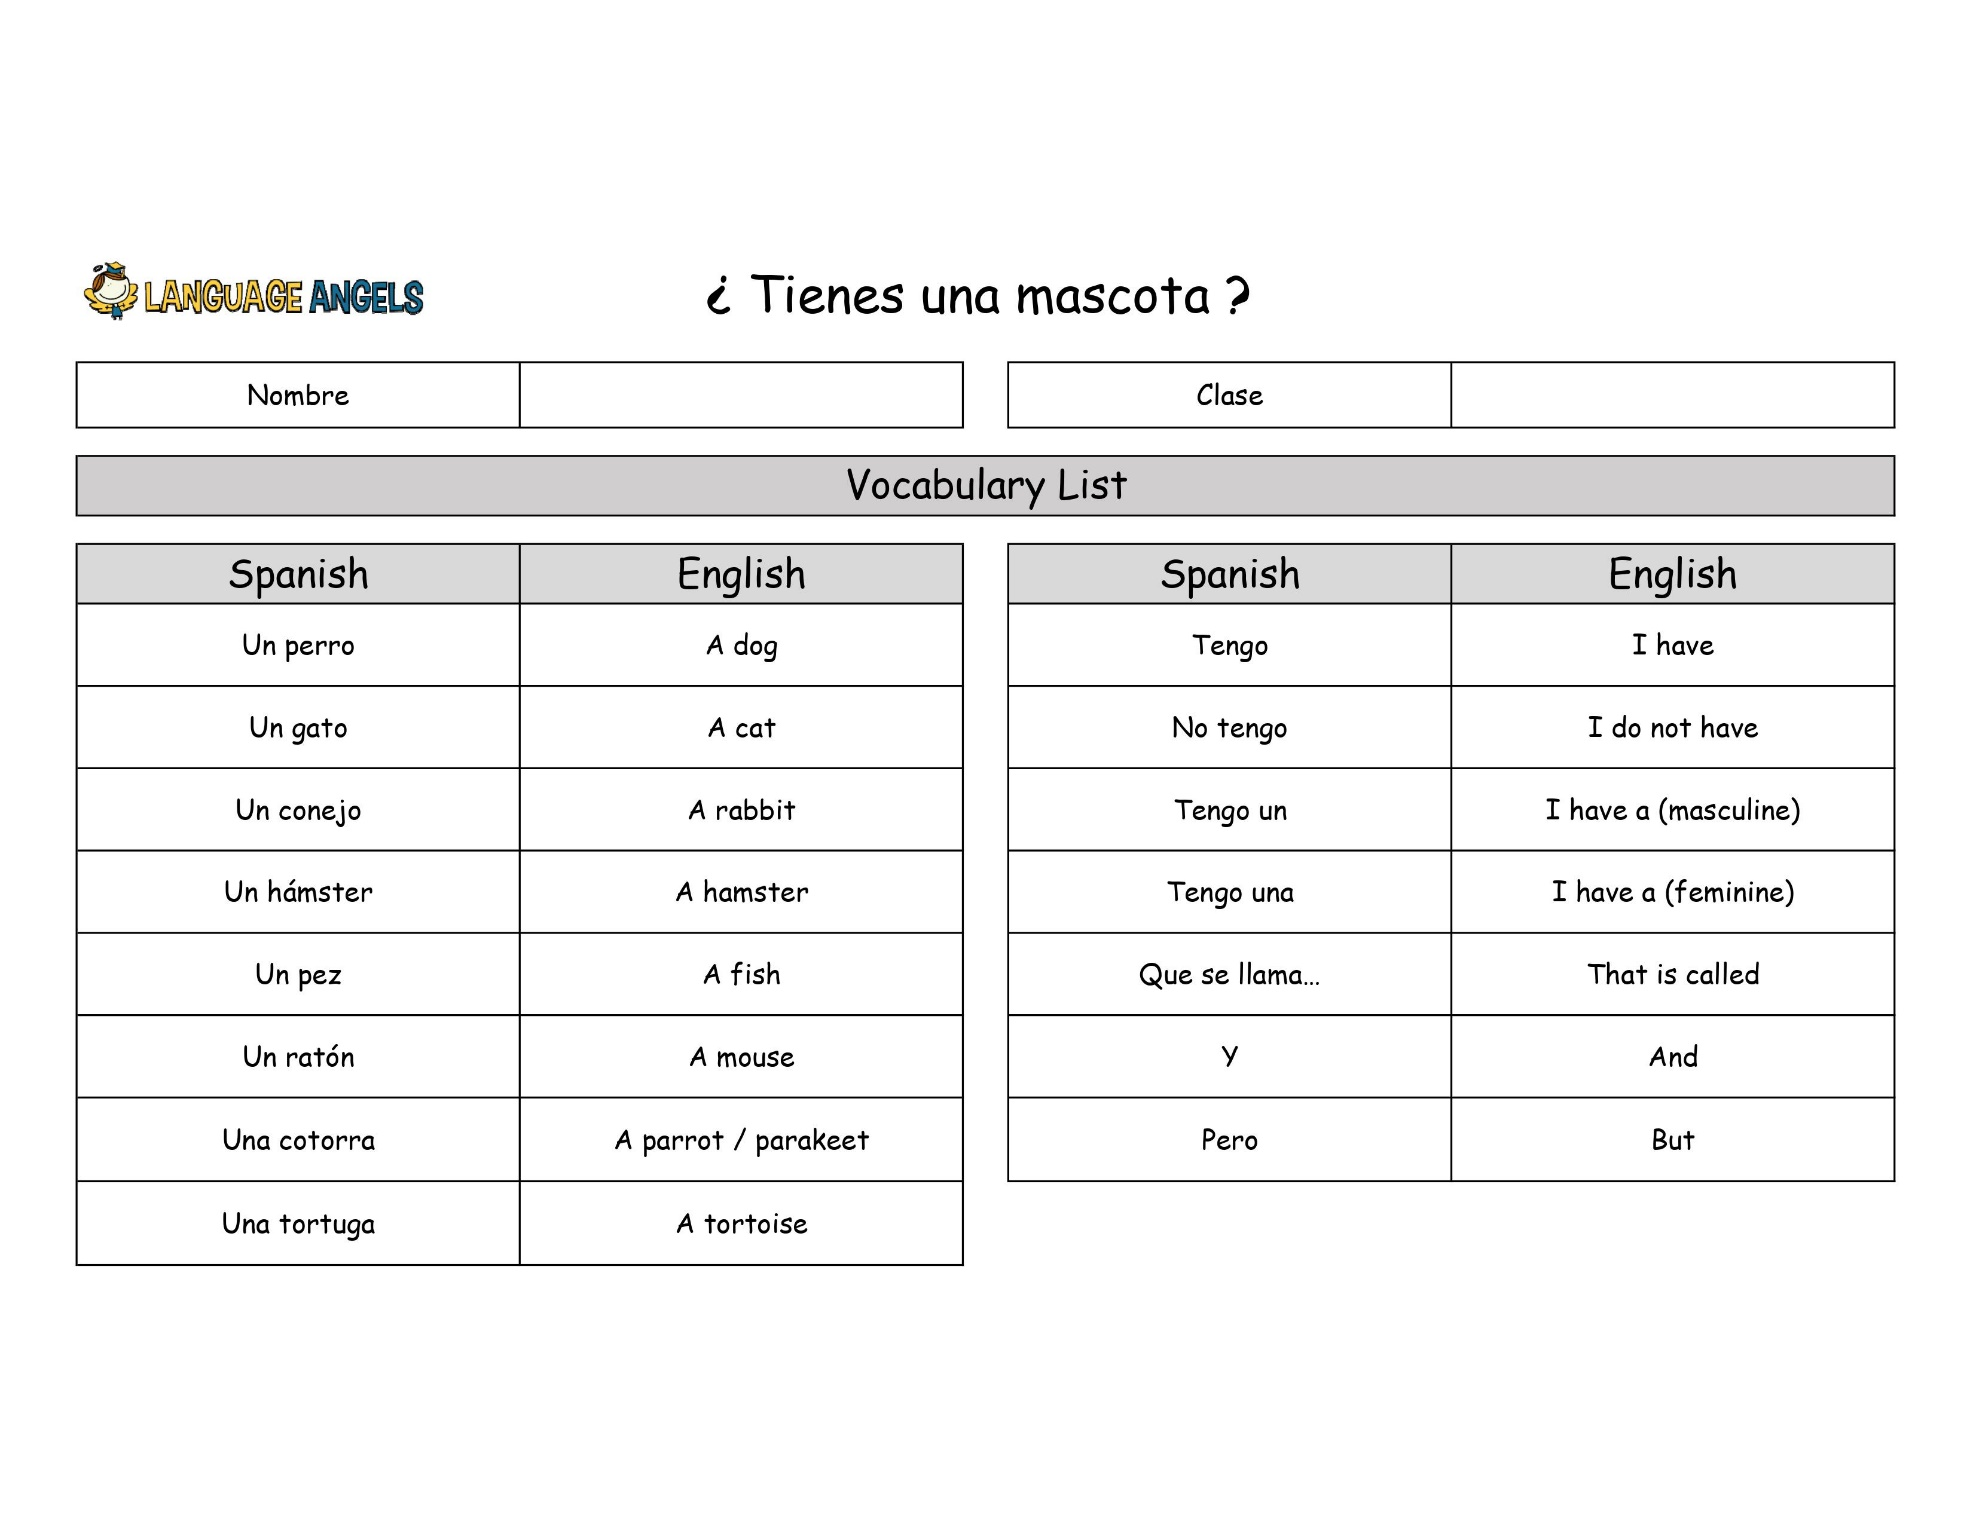 LANGUAGE ANGELS
¿ Tienes una mascota ?
Nombre
Clase
Vocabulary List
Spanish English
Un perro A dog
Un gato A cat
Un conejo A rabbit
Un hámster A hamster
Un pez A fish
Un ratón A mouse
Una cotorra A parrot / parakeet
Una tortuga A tortoise
Spanish English
Tengo I have
No tengo I do not have
Tengo un I have a (masculine)
Tengo una I have a (feminine)
Que se llama... That is called
Y And
Pero But